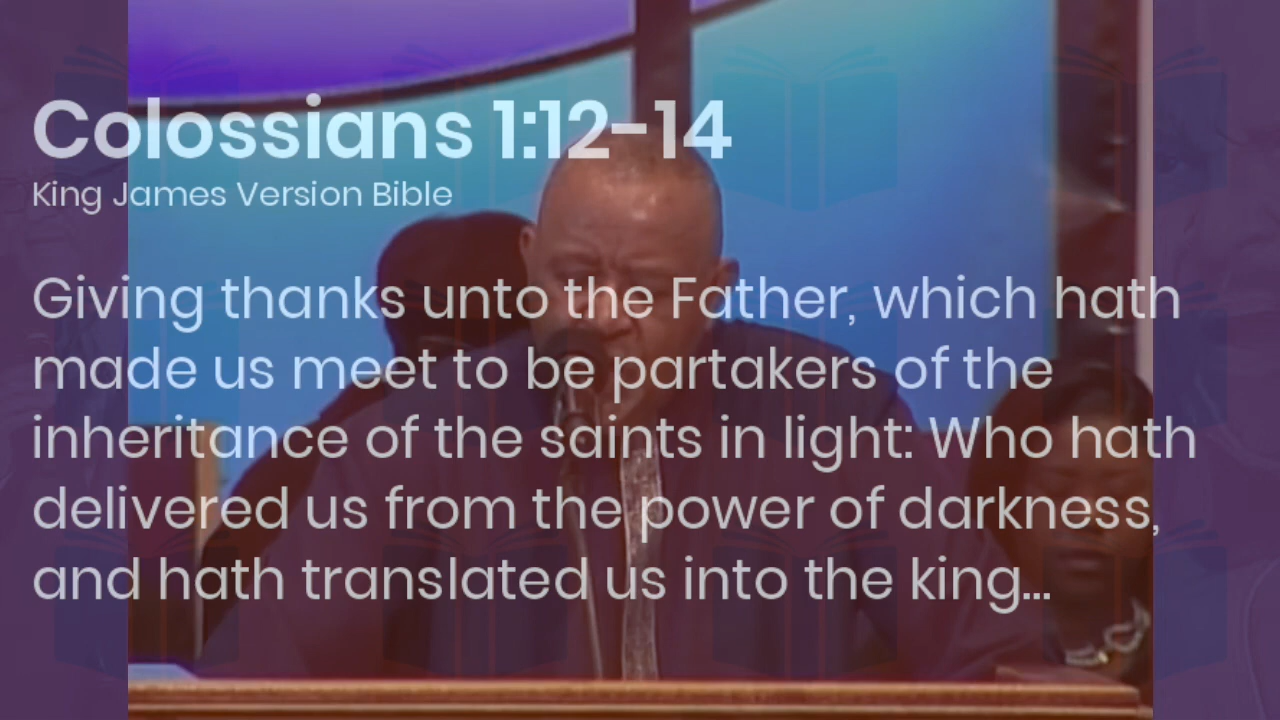 Colossians 1:12-14
King James Version Bible
Giving thanks unto the Father, which hath
made us meet to be partakers of the
inheritance of the saints in light: Who hath
delivered us from the power of darkness,
and hath translated us into the king...